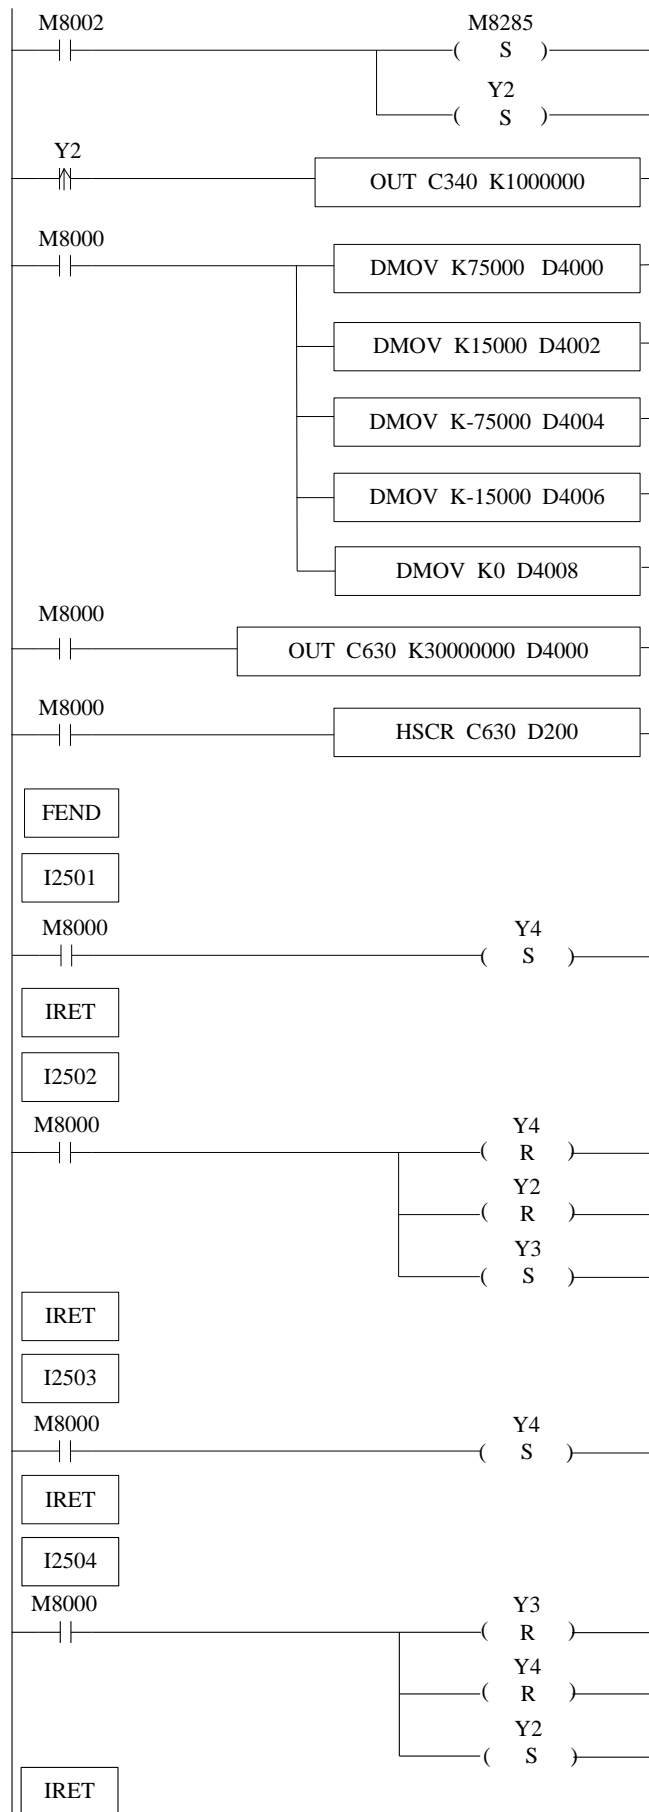 M8002
M8285
( S )
Y2
( S )
Y2
OUT C340 K1000000
M8000
DMOV K75000 D4000
DMOV K15000 D4002
DMOV K-75000 D4004
DMOV K-15000 D4006
DMOV K0 D4008
M8000
OUT C630 K30000000 D4000
M8000
HSCR C630 D200
FEND
I2501
M8000
Y4
( S )
IRET
I2502
M8000
Y4
( R )
Y2
( R )
Y3
( S )
IRET
I2503
M8000
Y4
( S )
IRET
I2504
M8000
Y3
( R )
Y4
( R )
Y2
( S )
IRET